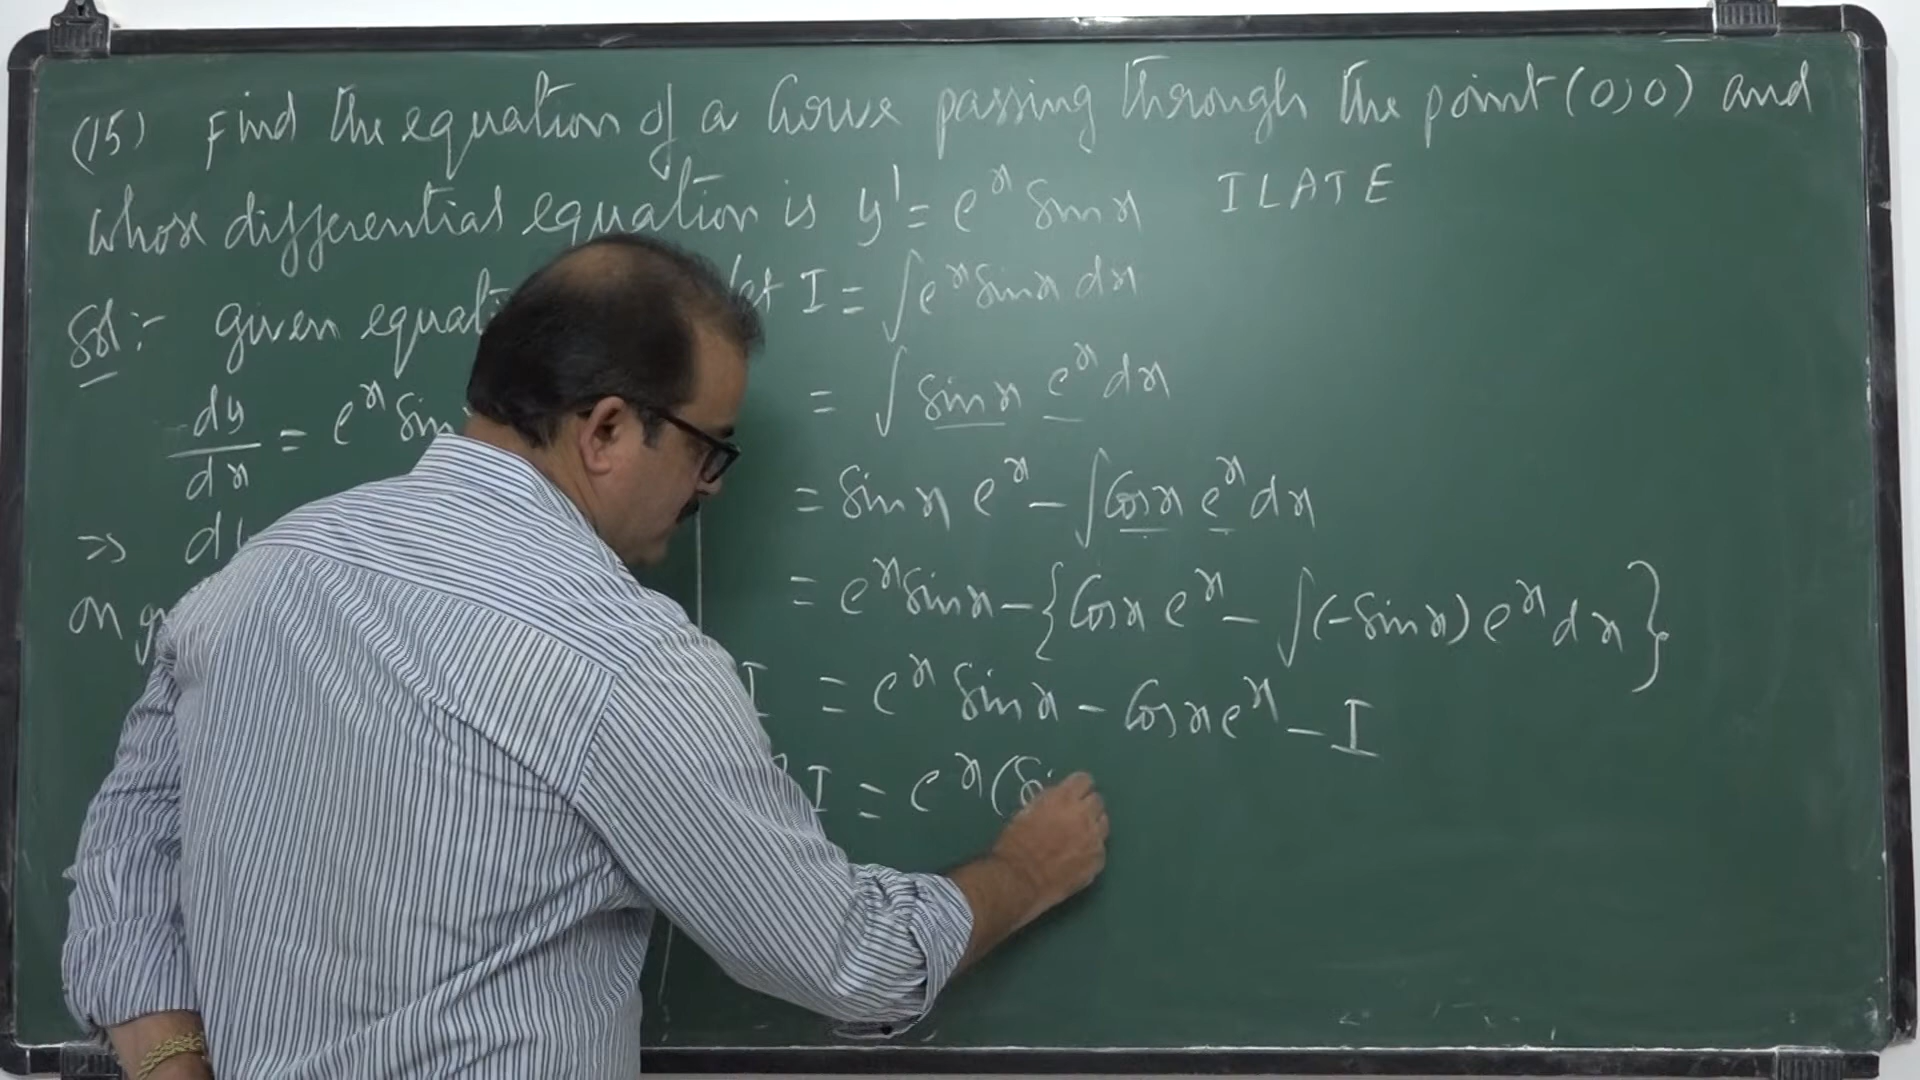 (15) Find the equation of a Curve passing through the point (0,0) and
whose differential equation is y' = e^x Sin x ILATE
Sol:- given
dy/dx = e^x Sin
⇒
on
I = ∫ e^x Sin x dx
= ∫ Sin x e^x dx
= Sin x e^x - ∫ Cos x e^x dx
= e^x Sin x - {Cos x e^x - ∫ (-Sin x) e^x dx}
I = e^x Sin x - Cos x e^x - I
I = e^x (Si